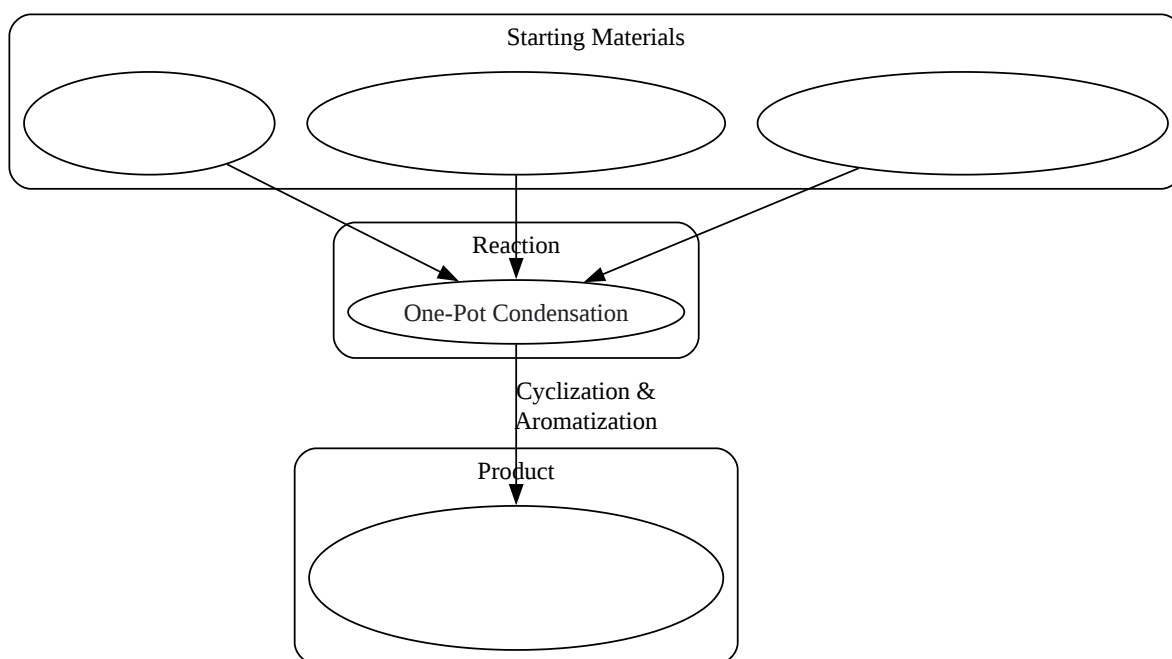 Starting Materials
Reaction
One-Pot Condensation
Cyclization &
Aromatization
Product